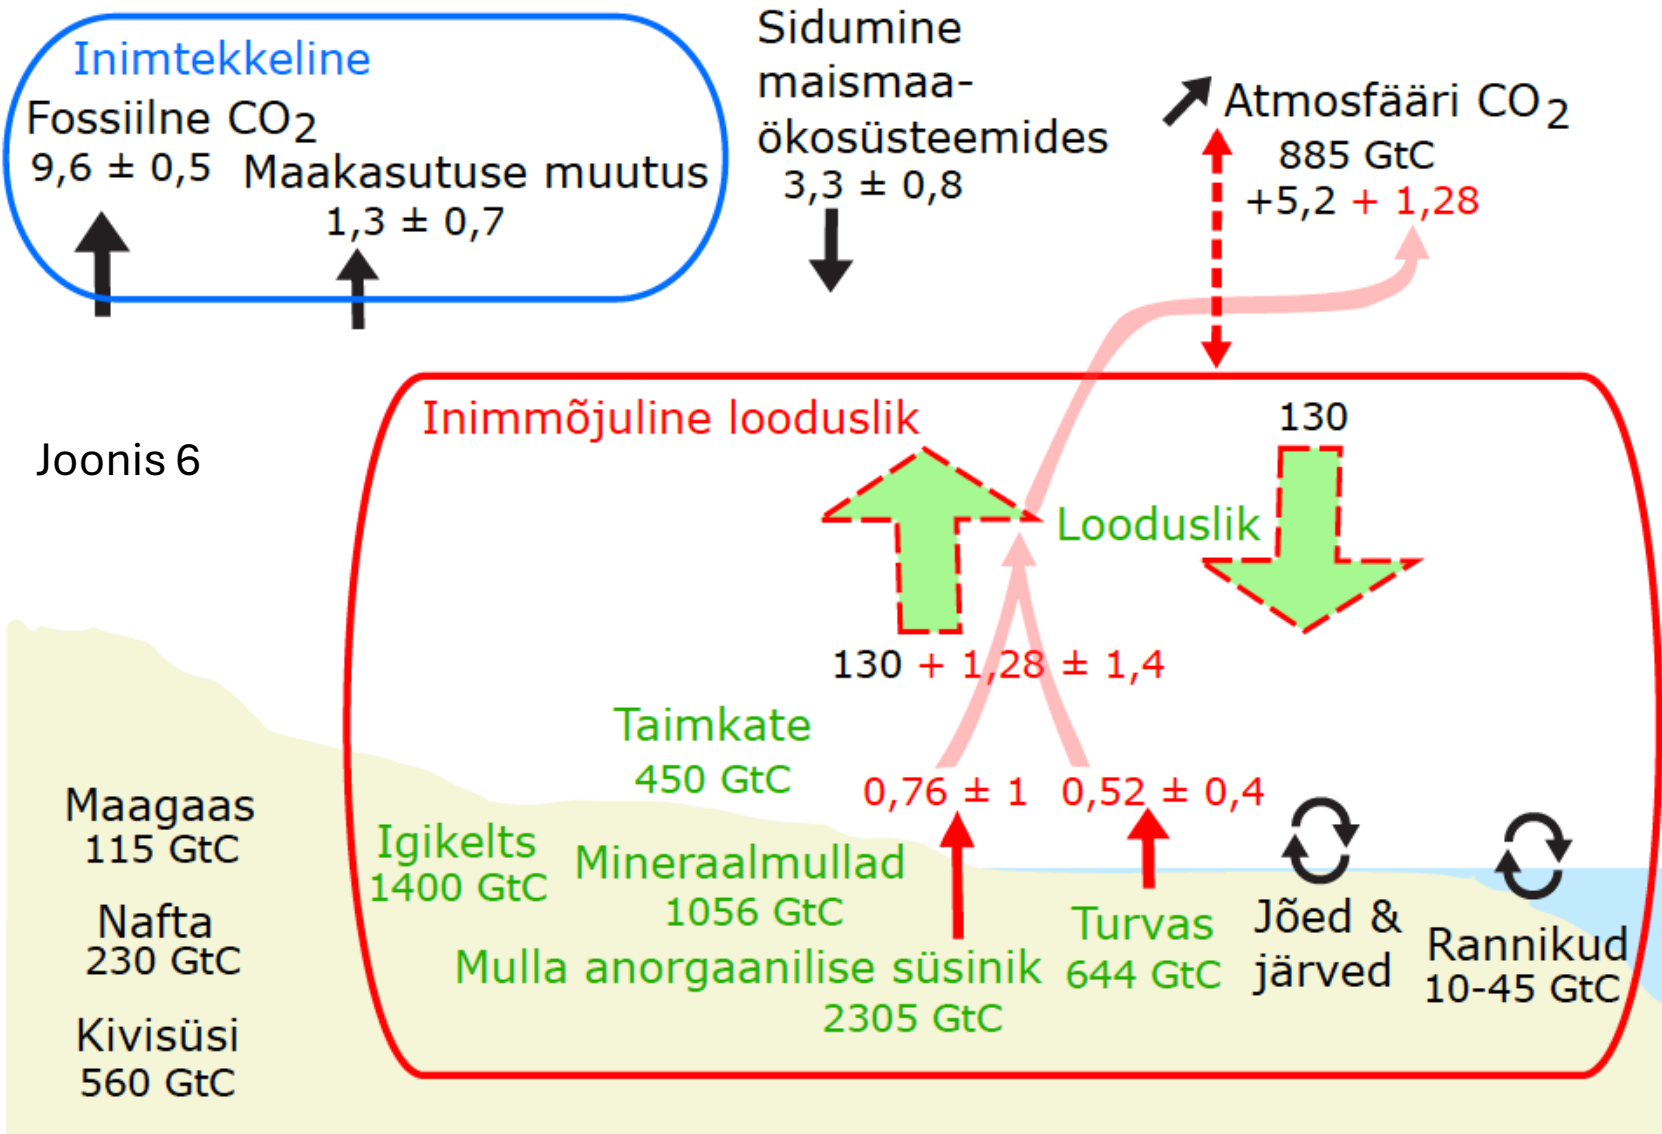 Inimtekkeline
Fossiilne CO2
9,6 ± 0,5
Maakasutuse muutus
1,3 ± 0,7
Sidumine
maismaa-
ökosüsteemides
3,3 ± 0,8
Atmosfääri CO2
885 GtC
+5,2 + 1,28
Joonis 6
Inimmõjuline looduslik
130
Looduslik
130 + 1,28 ± 1,4
Taimkate
450 GtC
0,76 ± 1
0,52 ± 0,4
Maagaas
115 GtC
Nafta
230 GtC
Kivisüsi
560 GtC
Igikelts
1400 GtC
Mineraalmullad
1056 GtC
Mulla anorgaanilise süsinik
2305 GtC
Turvas
644 GtC
Jõed &
järved
Rannikud
10-45 GtC